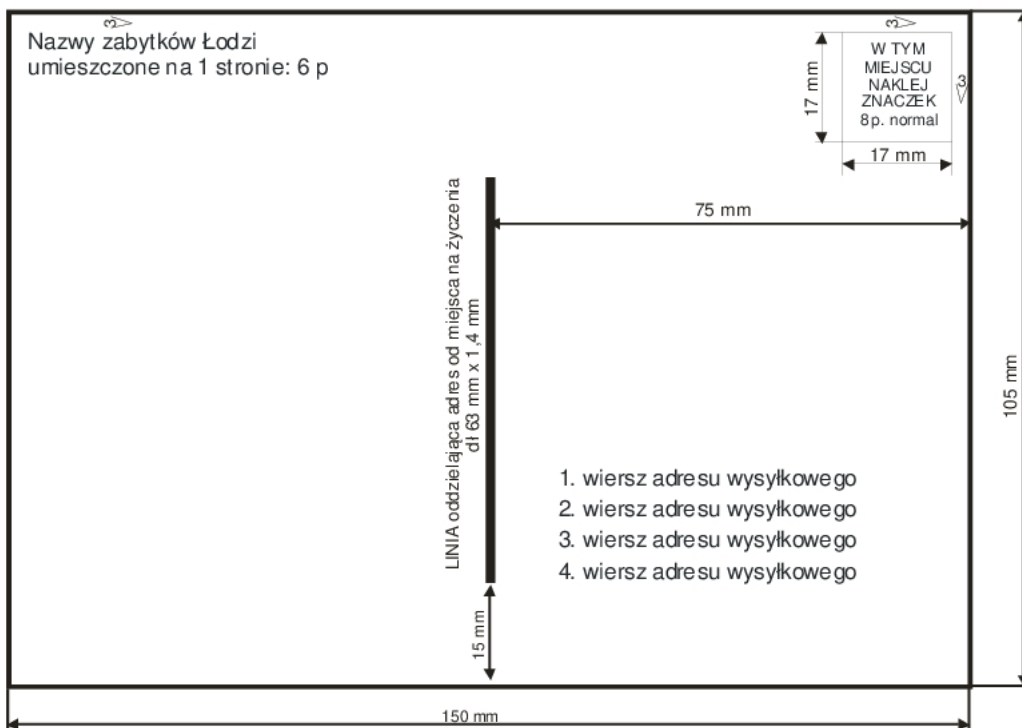 3
3
Nazwy zabytków Łodzi
umieszczone na 1 stronie: 6 p
W TYM
MIEJSCU
NAKLEJ
ZNACZEK
8p. normal
3
17 mm
17 mm
75 mm
LINIA oddzielająca adres od miejsca na życzenia
dł 63 mm x 1,4 mm
105 mm
1. wiersz adresu wysyłkowego
2. wiersz adresu wysyłkowego
3. wiersz adresu wysyłkowego
4. wiersz adresu wysyłkowego
15 mm
150 mm